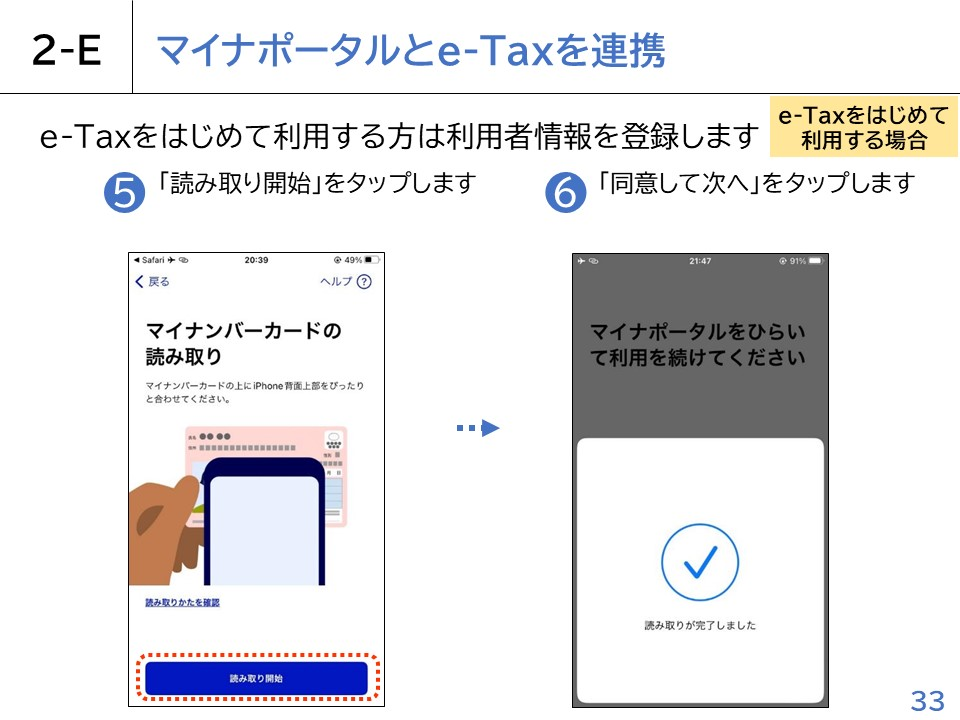 2-E
マイナポータルとe-Taxを連携
e-Taxをはじめて
利用する場合
e-Taxをはじめて利用する方は利用者情報を登録します
5 「読み取り開始」をタップします
6 「同意して次へ」をタップします
Safari
20:39
49%
戻る
ヘルプ ?
マイナンバーカードの
読み取り
マイナンバーカードの上にiPhone背面上部をぴったり
と合わせてください。
氏名
住所
性別
月 日
読み取りかたを確認
読み取り開始
21:47
91%
マイナポータルをひらい
て利用を続けてください
読み取りが完了しました
33